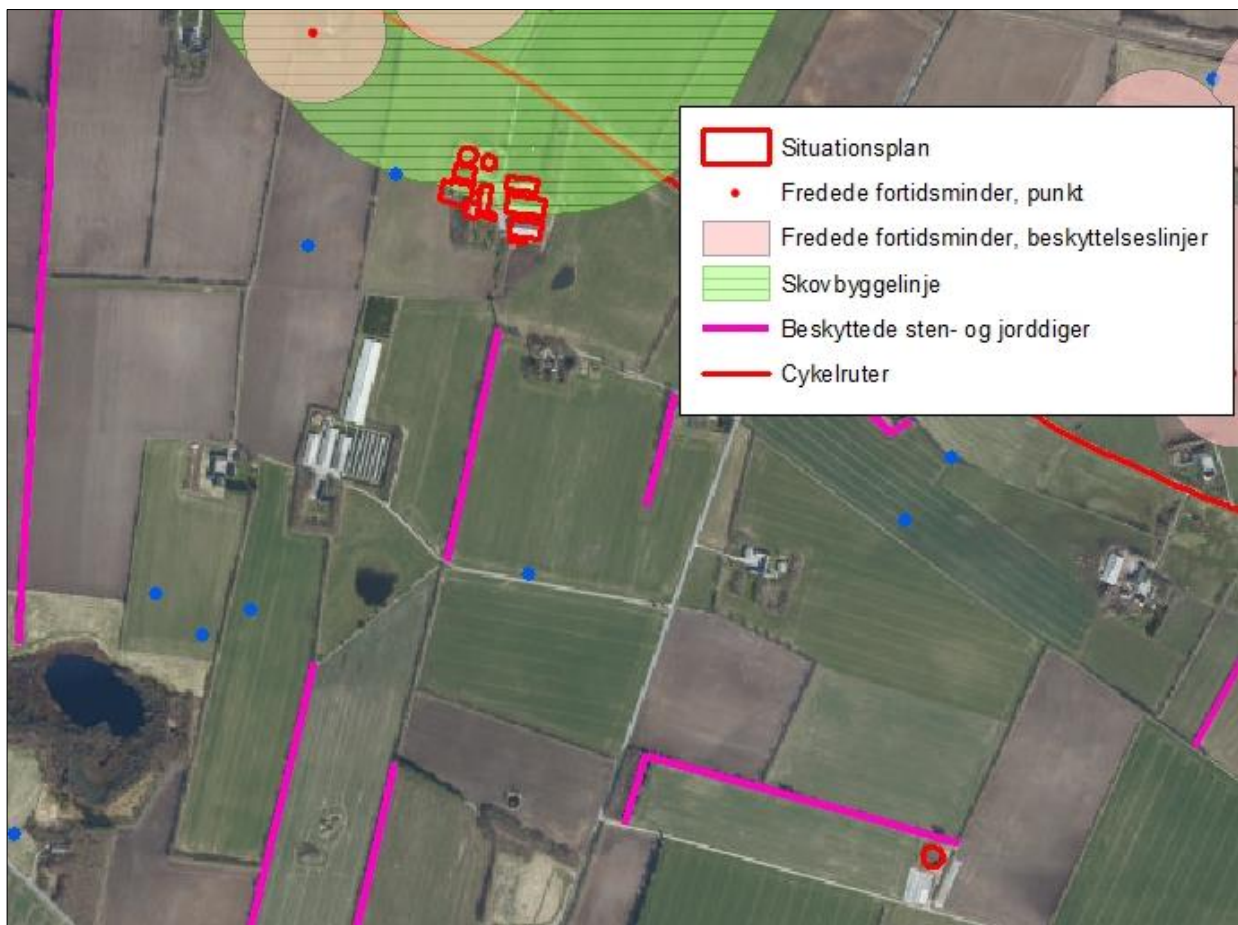 Situationsplan
Fredede fortidsminder, punkt
Fredede fortidsminder, beskyttelseslinjer
Skovbyggelinje
Beskyttede sten- og jorddiger
Cykelruter